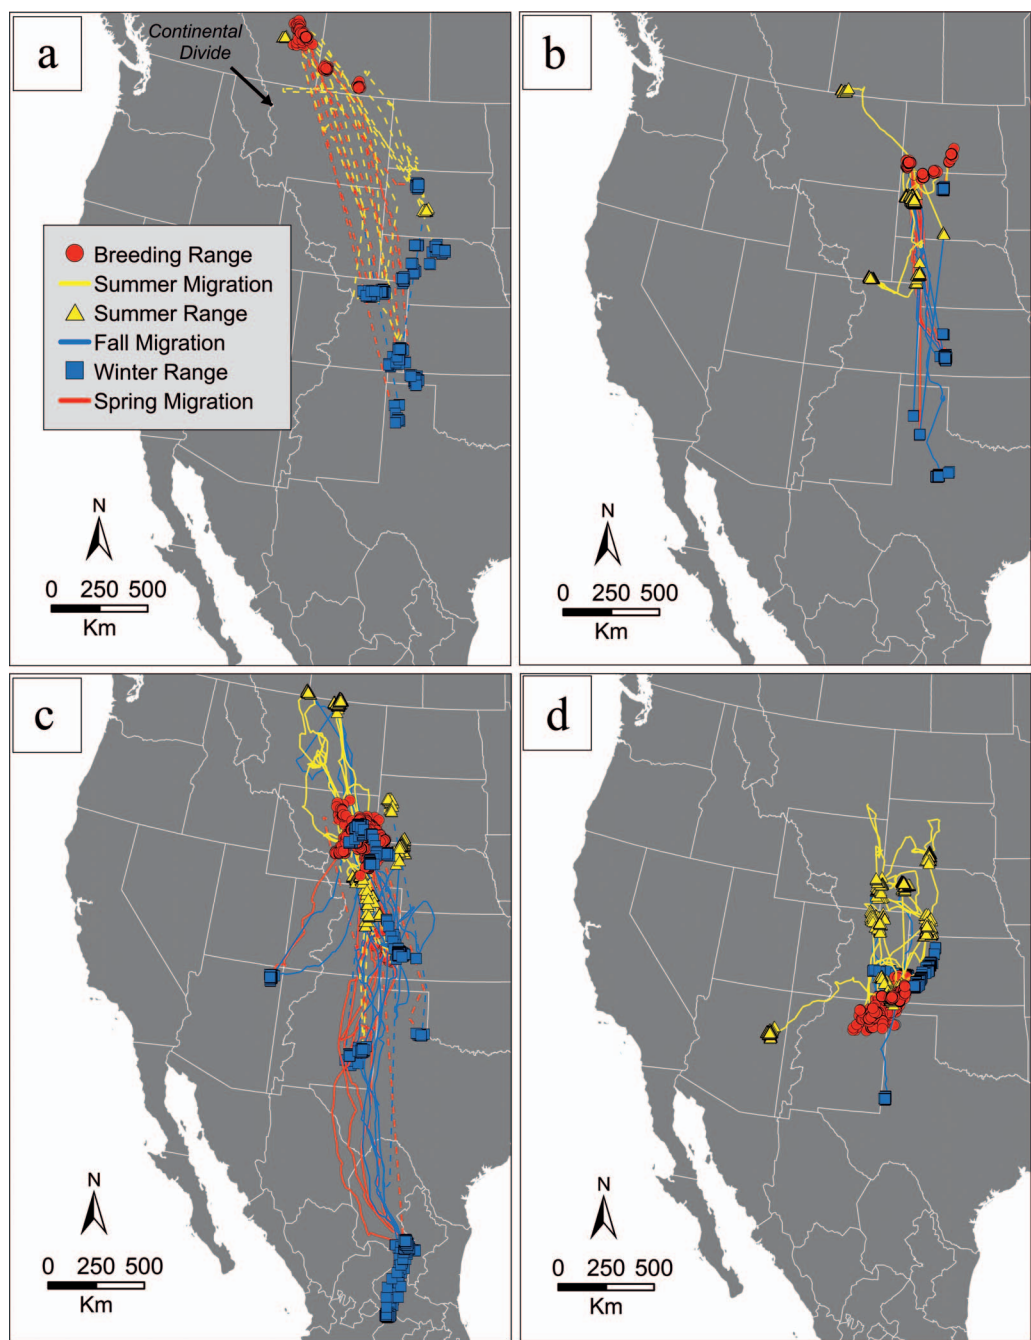 a
Continental
Divide
Breeding Range
Summer Migration
Summer Range
Fall Migration
Winter Range
Spring Migration
N
0 250 500
Km
b
N
0 250 500
Km
c
N
0 250 500
Km
d
N
0 250 500
Km